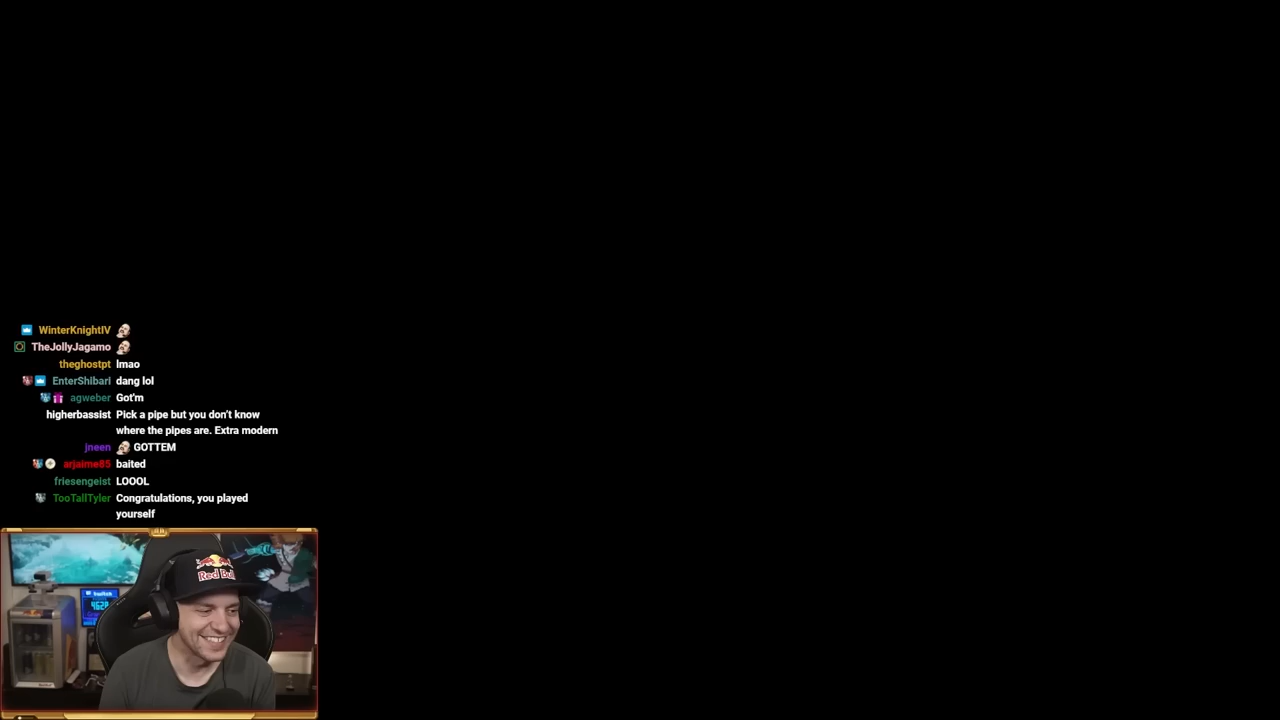 WinterKnightIV
TheJollyJagamo
theghostpt lmao
EnterShibari dang lol
agweber Got'm
higherbassist Pick a pipe but you don't know
where the pipes are. Extra modern
jneen GOTTEM
arjaime85 baited
friesengeist LOOOL
TooTallTyler Congratulations, you played
yourself
twitch
Red Bull